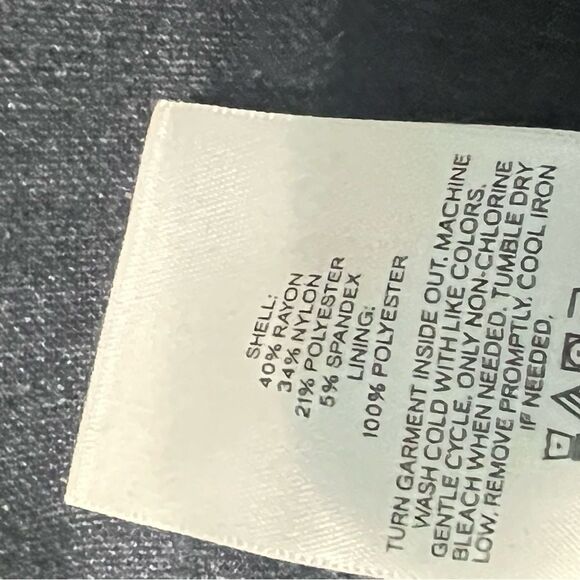 SHELL:
40% RAYON
34% NYLON
21% POLYESTER
5% SPANDEX
LINING:
100% POLYESTER
TURN GARMENT INSIDE OUT. MACHINE
WASH COLD WITH LIKE COLORS.
GENTLE CYCLE. ONLY NON-CHLORINE
BLEACH WHEN NEEDED. TUMBLE DRY
LOW. REMOVE PROMPTLY. COOL IRON
IF NEEDED.